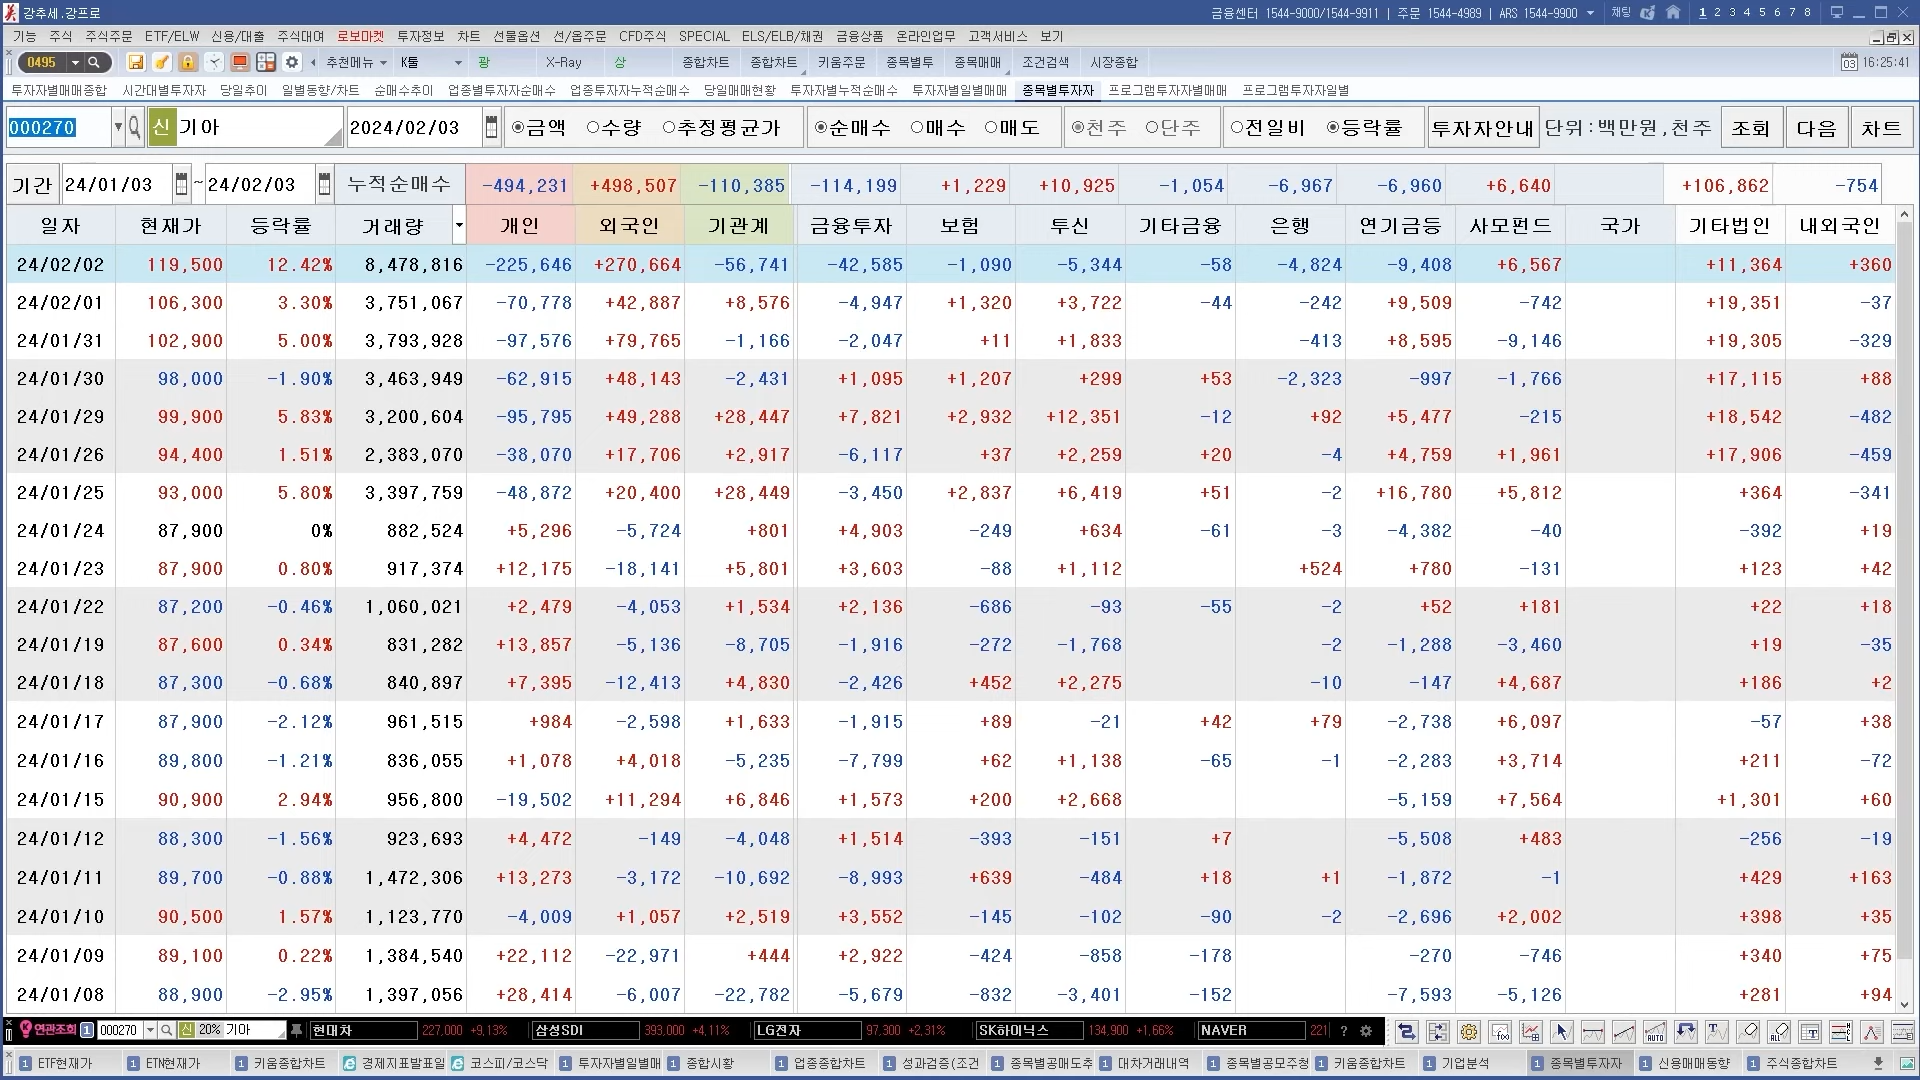 강추세.강프로 금융센터 1544-9000/1544-9911 | 주문 1544-4989 | ARS 1544-9900 채팅 1 2 3 4 5 6 7 8
기능 주식 주식주문 ETF/ELW 신용/대출 주식대여 로보마켓 투자정보 차트 선물옵션 선/옵주문 CFD주식 SPECIAL ELS/ELB/채권 금융상품 온라인업무 고객서비스 보기
0495 추천메뉴 K툴 광 X-Ray 상 종합차트 종합차트 키움주문 종목별투 종목매매 조건검색 시장종합 03 16:25:41
투자자별매매종합 시간대별투자자 당일추이 일별동향/차트 순매수추이 업종별투자자순매수 업종투자자누적순매수 당일매매현황 투자자별누적순매수 투자자별일별매매 종목별투자자 프로그램투자자별매매 프로그램투자자일별
000270 신 기아 2024/02/03 금액 수량 추정평균가 순매수 매수 매도 천주 단주 전일비 등락률 투자자안내 단위:백만원,천주 조회 다음 차트
기간 24/01/03 ~ 24/02/03 누적순매수 -494,231 +498,507 -110,385 -114,199 +1,229 +10,925 -1,054 -6,967 -6,960 +6,640 +106,862 -754
일자 현재가 등락률 거래량 개인 외국인 기관계 금융투자 보험 투신 기타금융 은행 연기금등 사모펀드 국가 기타법인 내외국인
24/02/02 119,500 12.42% 8,478,816 -225,646 +270,664 -56,741 -42,585 -1,090 -5,344 -58 -4,824 -9,408 +6,567 +11,364 +360
24/02/01 106,300 3.30% 3,751,067 -70,778 +42,887 +8,576 -4,947 +1,320 +3,722 -44 -242 +9,509 -742 +19,351 -37
24/01/31 102,900 5.00% 3,793,928 -97,576 +79,765 -1,166 -2,047 +11 +1,833 -413 +8,595 -9,146 +19,305 -329
24/01/30 98,000 -1.90% 3,463,949 -62,915 +48,143 -2,431 +1,095 +1,207 +299 +53 -2,323 -997 -1,766 +17,115 +88
24/01/29 99,900 5.83% 3,200,604 -95,795 +49,288 +28,447 +7,821 +2,932 +12,351 -12 +92 +5,477 -215 +18,542 -482
24/01/26 94,400 1.51% 2,383,070 -38,070 +17,706 +2,917 -6,117 +37 +2,259 +20 -4 +4,759 +1,961 +17,906 -459
24/01/25 93,000 5.80% 3,397,759 -48,872 +20,400 +28,449 -3,450 +2,837 +6,419 +51 -2 +16,780 +5,812 +364 -341
24/01/24 87,900 0% 882,524 +5,296 -5,724 +801 +4,903 -249 +634 -61 -3 -4,382 -40 -392 +19
24/01/23 87,900 0.80% 917,374 +12,175 -18,141 +5,801 +3,603 -88 +1,112 +524 +780 -131 +123 +42
24/01/22 87,200 -0.46% 1,060,021 +2,479 -4,053 +1,534 +2,136 -686 -93 -55 -2 +52 +181 +22 +18
24/01/19 87,600 0.34% 831,282 +13,857 -5,136 -8,705 -1,916 -272 -1,768 -2 -1,288 -3,460 +19 -35
24/01/18 87,300 -0.68% 840,897 +7,395 -12,413 +4,830 -2,426 +452 +2,275 -10 -147 +4,687 +186 +2
24/01/17 87,900 -2.12% 961,515 +984 -2,598 +1,633 -1,915 +89 -21 +42 +79 -2,738 +6,097 -57 +38
24/01/16 89,800 -1.21% 836,055 +1,078 +4,018 -5,235 -7,799 +62 +1,138 -65 -1 -2,283 +3,714 +211 -72
24/01/15 90,900 2.94% 956,800 -19,502 +11,294 +6,846 +1,573 +200 +2,668 -5,159 +7,564 +1,301 +60
24/01/12 88,300 -1.56% 923,693 +4,472 -149 -4,048 +1,514 -393 -151 +7 -5,508 +483 -256 -19
24/01/11 89,700 -0.88% 1,472,306 +13,273 -3,172 -10,692 -8,993 +639 -484 +18 +1 -1,872 -1 +429 +163
24/01/10 90,500 1.57% 1,123,770 -4,009 +1,057 +2,519 +3,552 -145 -102 -90 -2 -2,696 +2,002 +398 +35
24/01/09 89,100 0.22% 1,384,540 +22,112 -22,971 +444 +2,922 -424 -858 -178 -270 -746 +340 +75
24/01/08 88,900 -2.95% 1,397,056 +28,414 -6,007 -22,782 -5,679 -832 -3,401 -152 -7,593 -5,126 +281 +94
연관조회 1 000270 신 20% 기아 현대차 227,000 +9,13% 삼성SDI 393,000 +4,11% LG전자 97,300 +2,31% SK하이닉스 134,900 +1,66% NAVER 221 ?
1 ETF현재가 1 ETN현재가 1 키움종합차트 경제지표발표일 코스피/코스닥 1 투자자별일별매 1 종합시황 1 업종종합차트 1 성과검증(조건 1 종목별공매도추 1 대차거래내역 1 종목별공모주청 1 키움종합차트 1 기업분석 1 종목별투자자 1 신용매매동향 1 주식종합차트